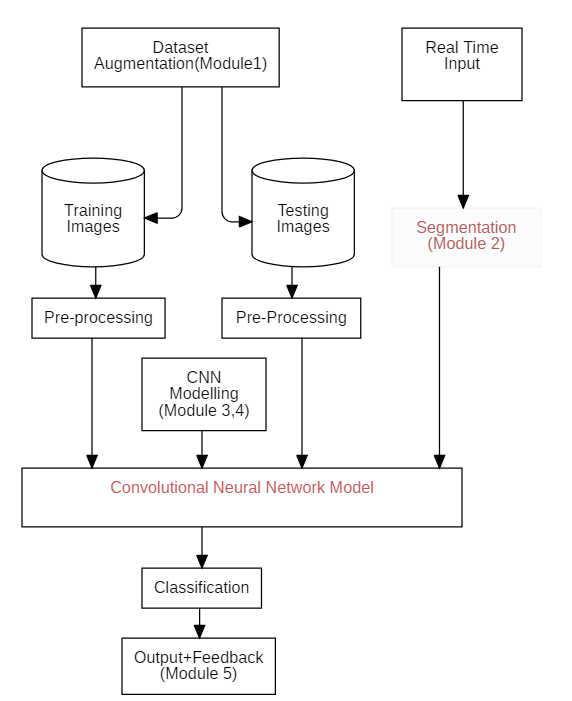 Dataset
Augmentation(Module1)
Real Time
Input
Training
Images
Testing
Images
Segmentation
(Module 2)
Pre-processing
Pre-Processing
CNN
Modelling
(Module 3,4)
Convolutional Neural Network Model
Classification
Output+Feedback
(Module 5)